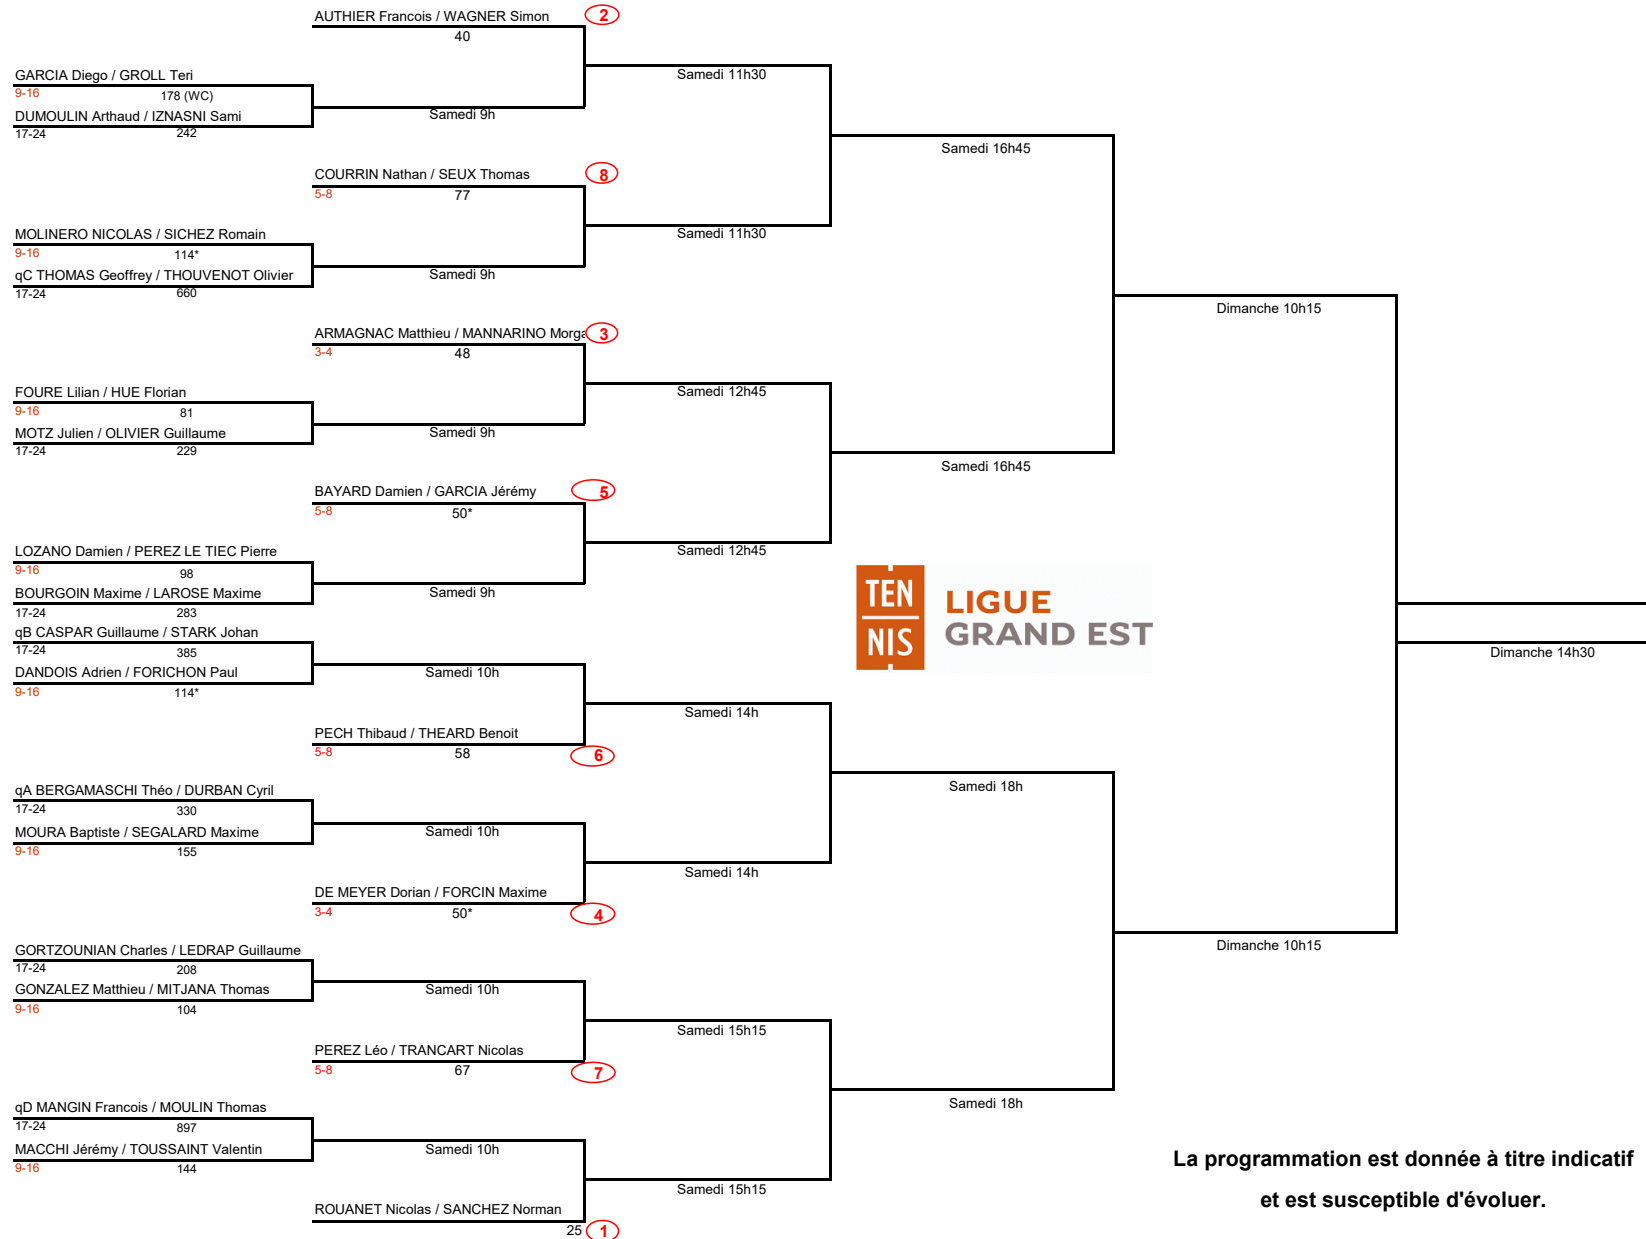 AUTHIER Francois / WAGNER Simon 2
40
GARCIA Diego / GROLL Teri
9-16 178 (WC)
DUMOULIN Arthaud / IZNASNI Sami
17-24 242
Samedi 9h
Samedi 11h30
Samedi 16h45
COURRIN Nathan / SEUX Thomas 8
5-8 77
MOLINERO NICOLAS / SICHEZ Romain
9-16 114*
qC THOMAS Geoffrey / THOUVENOT Olivier
17-24 660
Samedi 9h
Samedi 11h30
Dimanche 10h15
ARMAGNAC Matthieu / MANNARINO Morga 3
3-4 48
FOURE Lilian / HUE Florian
9-16 81
MOTZ Julien / OLIVIER Guillaume
17-24 229
Samedi 9h
Samedi 12h45
Samedi 16h45
BAYARD Damien / GARCIA Jérémy 5
5-8 50*
LOZANO Damien / PEREZ LE TIEC Pierre
9-16 98
BOURGOIN Maxime / LAROSE Maxime
17-24 283
Samedi 9h
Samedi 12h45
TEN
NIS
LIGUE
GRAND EST
Dimanche 14h30
qB CASPAR Guillaume / STARK Johan
17-24 385
DANDOIS Adrien / FORICHON Paul
9-16 114*
Samedi 10h
Samedi 14h
PECH Thibaud / THEARD Benoit
5-8 58 6
Samedi 18h
qA BERGAMASCHI Théo / DURBAN Cyril
17-24 330
MOURA Baptiste / SEGALARD Maxime
9-16 155
Samedi 10h
Samedi 14h
DE MEYER Dorian / FORCIN Maxime
3-4 50* 4
Dimanche 10h15
GORTZOUNIAN Charles / LEDRAP Guillaume
17-24 208
GONZALEZ Matthieu / MITJANA Thomas
9-16 104
Samedi 10h
Samedi 15h15
PEREZ Léo / TRANCART Nicolas
5-8 67 7
Samedi 18h
qD MANGIN Francois / MOULIN Thomas
17-24 897
MACCHI Jérémy / TOUSSAINT Valentin
9-16 144
Samedi 10h
Samedi 15h15
ROUANET Nicolas / SANCHEZ Norman
25 1
La programmation est donnée à titre indicatif
et est susceptible d'évoluer.